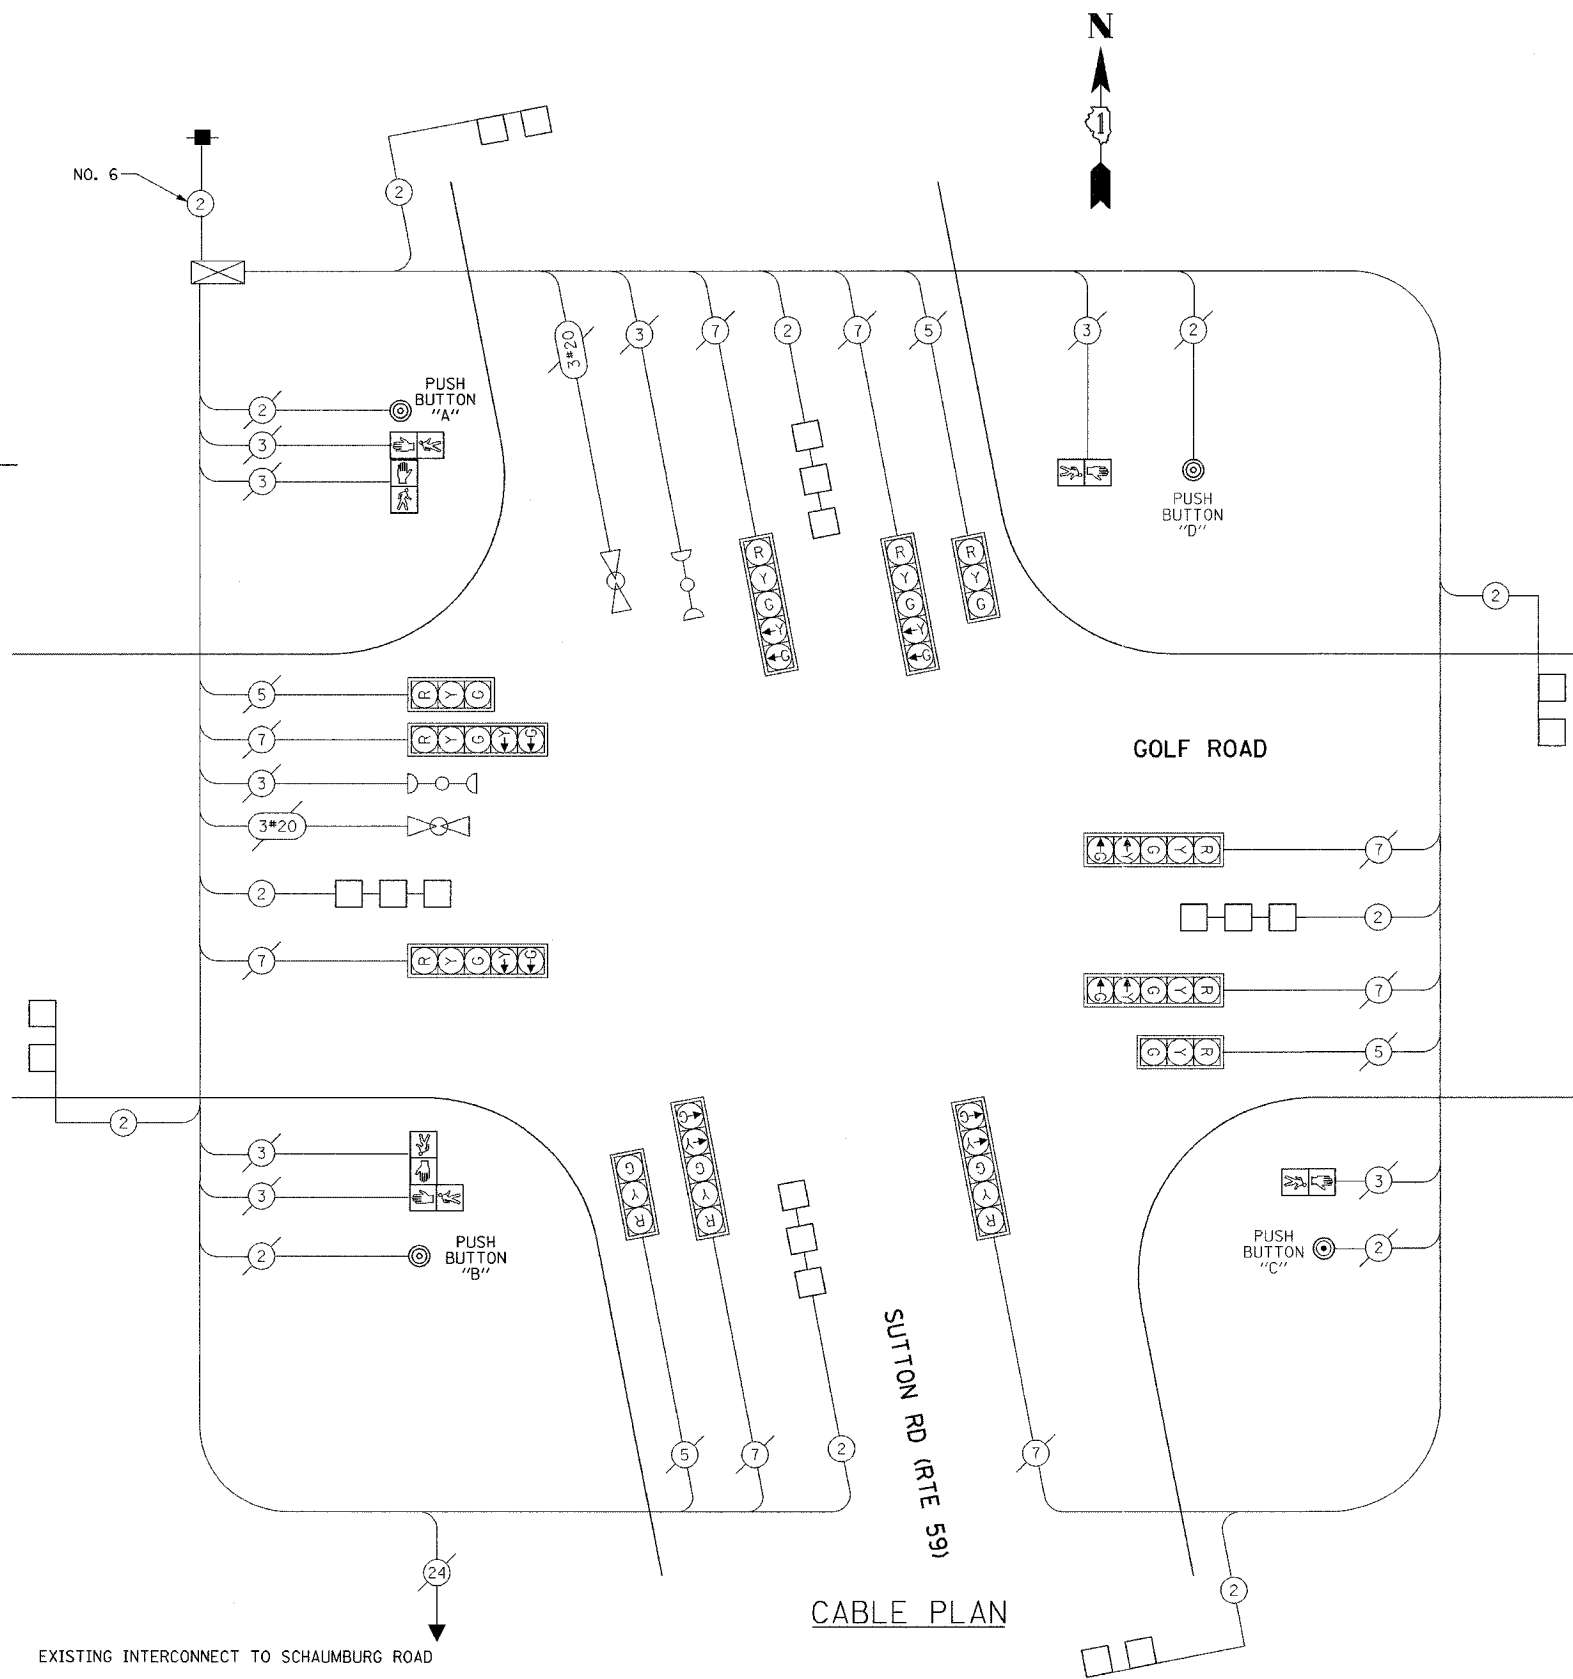 N
1
NO. 6
2
2
3#20
3
7
2
7
5
3
2
2
PUSH
BUTTON
"A"
3
3
PUSH
BUTTON
"D"
R
Y
G
Y
G
R
Y
G
Y
G
R
Y
G
2
5
R Y G
7
R Y G Y G
GOLF ROAD
3
3#20
G Y G Y R
7
2
2
7
R Y G Y G
G Y G Y R
7
G Y R
5
2
3
3
2
PUSH
BUTTON
"B"
G
Y
R
G
Y
G
Y
R
G
Y
G
Y
R
3
PUSH
BUTTON
"C"
2
SUTTON RD (RTE 59)
5
7
2
7
24
2
CABLE PLAN
EXISTING INTERCONNECT TO SCHAUMBURG ROAD